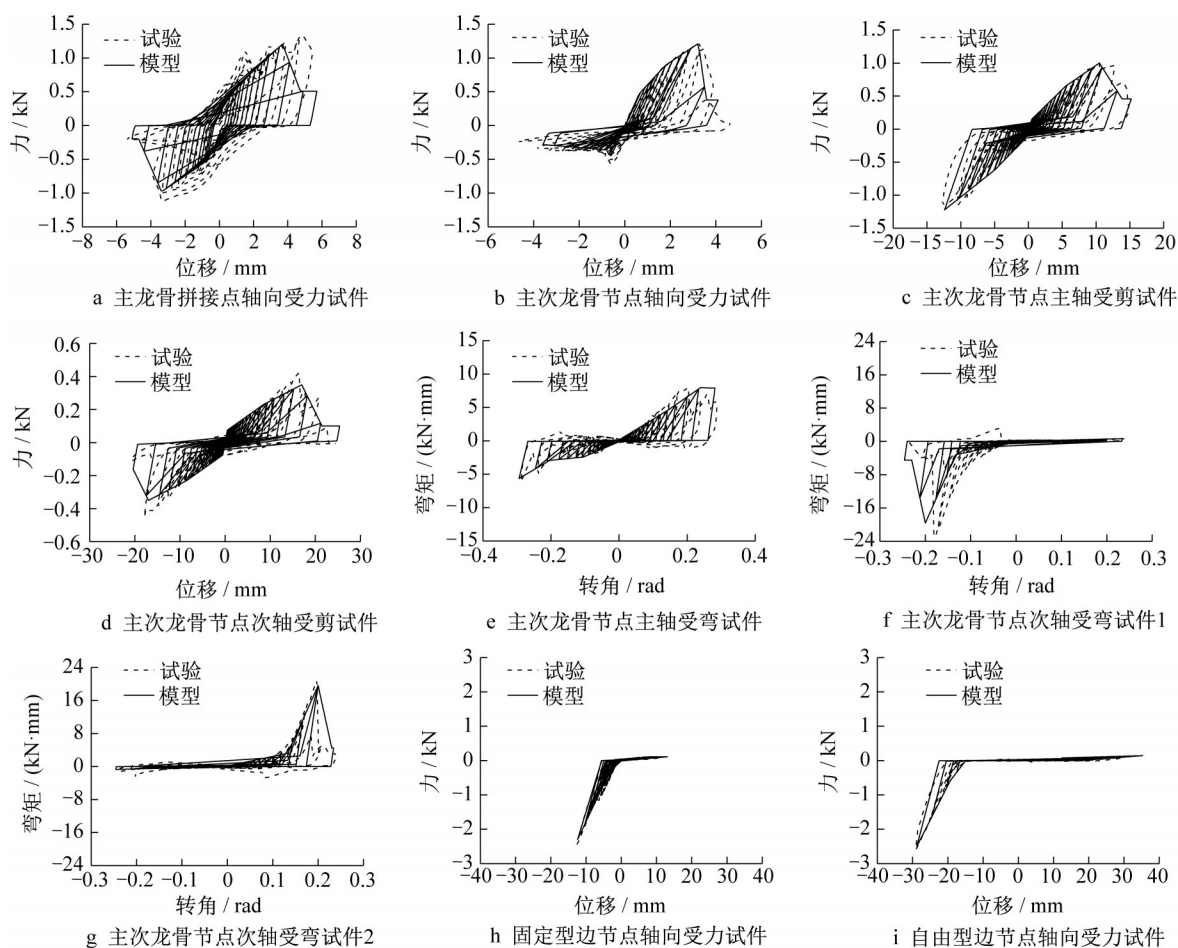 试验
模型
1.5
1.0
0.5
0
−0.5
−1.0
−1.5
力 / kN
−8 −6 −4 −2 0 2 4 6 8
位移 / mm
a 主龙骨拼接点轴向受力试件
试验
模型
1.5
1.0
0.5
0
−0.5
−1.0
−1.5
力 / kN
−6 −4 −2 0 2 4 6
位移 / mm
b 主次龙骨节点轴向受力试件
试验
模型
1.5
1.0
0.5
0
−0.5
−1.0
−1.5
力 / kN
−20 −15 −10 −5 0 5 10 15 20
位移 / mm
c 主次龙骨节点主轴受剪试件
试验
模型
0.6
0.4
0.2
0
−0.2
−0.4
−0.6
力 / kN
−30 −20 −10 0 10 20 30
位移 / mm
d 主次龙骨节点次轴受剪试件
试验
模型
15
10
5
0
−5
−10
−15
弯矩 / (kN·mm)
−0.4 −0.2 0 0.2 0.4
转角 / rad
e 主次龙骨节点主轴受弯试件
试验
模型
24
16
8
0
−8
−16
−24
弯矩 / (kN·mm)
−0.3 −0.2 −0.1 0 0.1 0.2 0.3
转角 / rad
f 主次龙骨节点次轴受弯试件1
试验
模型
24
16
8
0
−8
−16
−24
弯矩 / (kN·mm)
−0.3 −0.2 −0.1 0 0.1 0.2 0.3
转角 / rad
g 主次龙骨节点次轴受弯试件2
试验
模型
3
2
1
0
−1
−2
−3
力 / kN
−40 −30 −20 −10 0 10 20 30 40
位移 / mm
h 固定型边节点轴向受力试件
试验
模型
3
2
1
0
−1
−2
−3
力 / kN
−40 −30 −20 −10 0 10 20 30 40
位移 / mm
i 自由型边节点轴向受力试件